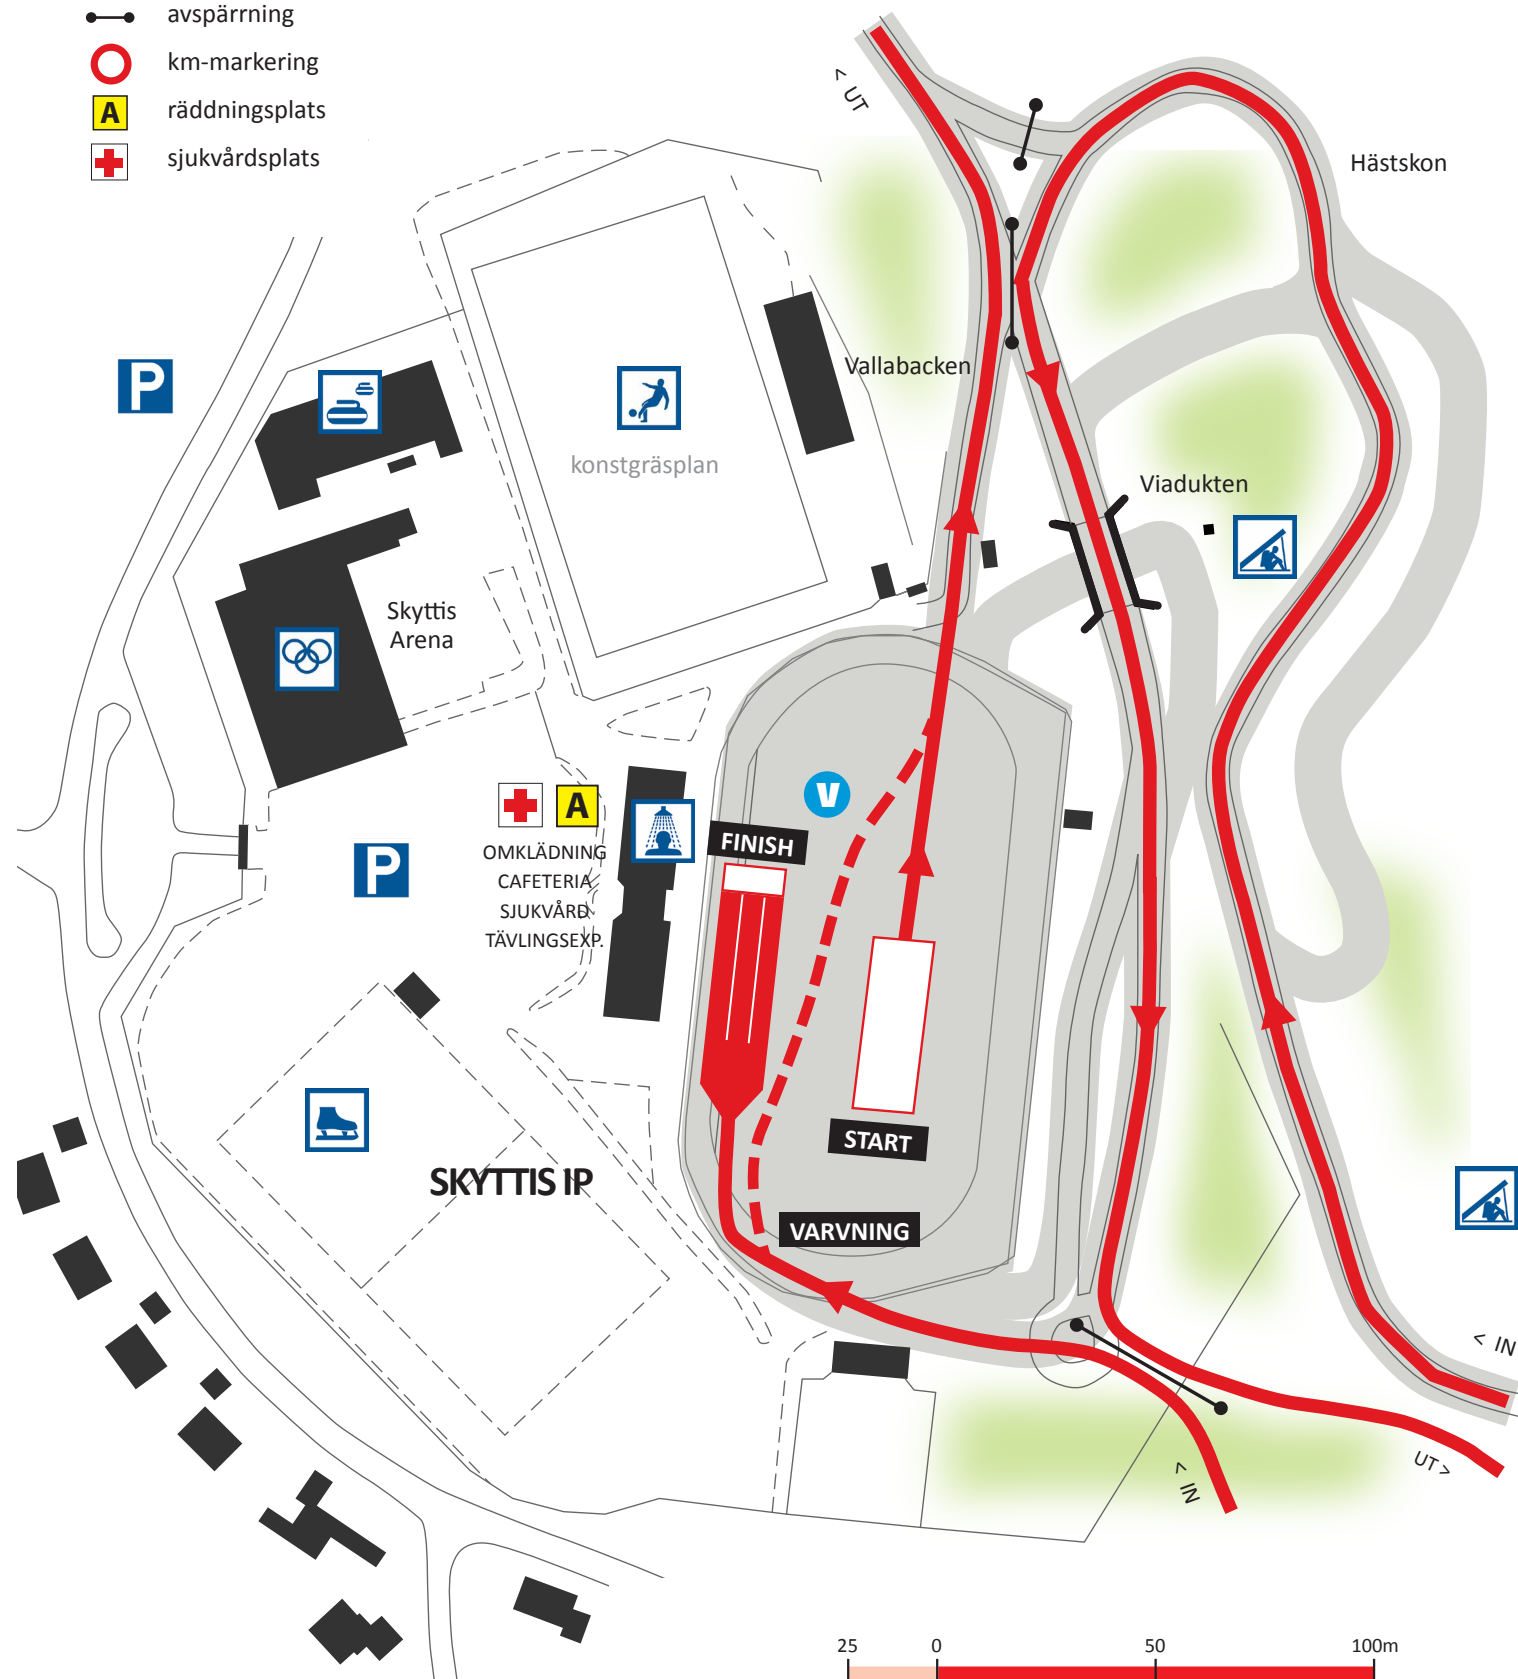 avspärrning
km-markering
A
räddningsplats
sjukvårdsplats
< UT
Hästskon
P
Vallabacken
konstgräsplan
Viadukten
Skyttis
Arena
A
V
FINISH
P
OMKLÄDNING
CAFETERIA
SJUKVÅRD
TÄVLINGSEXP.
START
SKYTTIS IP
VARVNING
< IN
UT >
< IN
25 0 50 100m